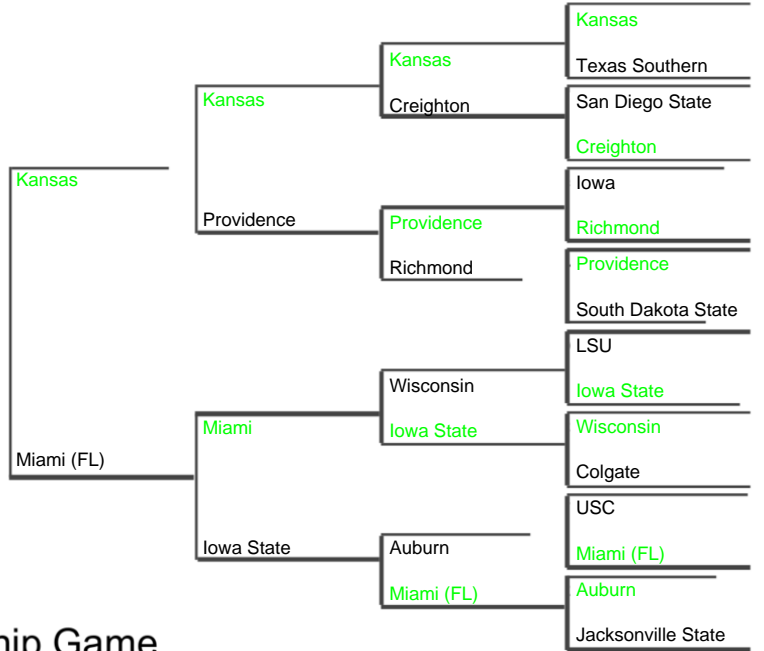 Kansas
Miami (FL)
Kansas
Providence
Miami
Iowa State
Kansas
Creighton
Providence
Richmond
Wisconsin
Iowa State
Auburn
Miami (FL)
Kansas
Texas Southern
San Diego State
Creighton
Iowa
Richmond
Providence
South Dakota State
LSU
Iowa State
Wisconsin
Colgate
USC
Miami (FL)
Auburn
Jacksonville State
hip Game